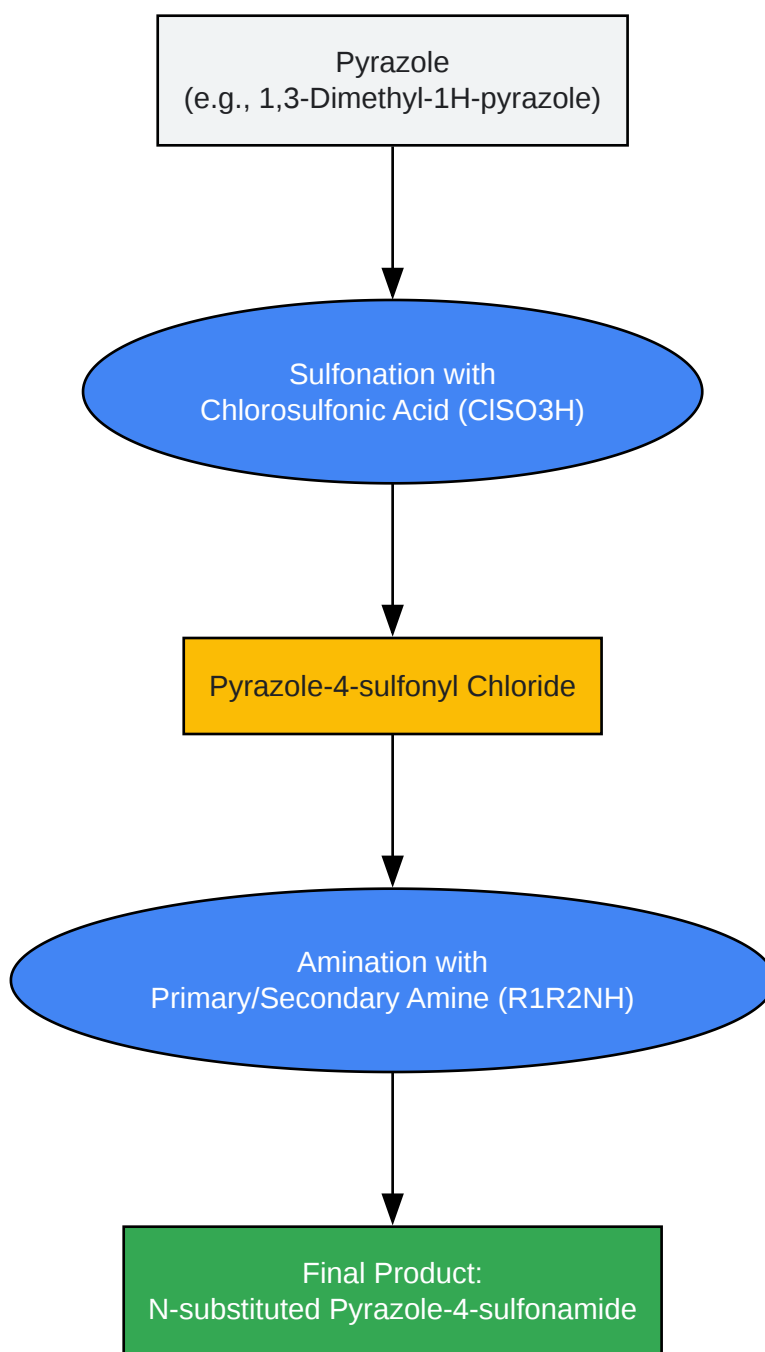 Pyrazole
(e.g., 1,3-Dimethyl-1H-pyrazole)
Sulfonation with
Chlorosulfonic Acid (ClSO3H)
Pyrazole-4-sulfonyl Chloride
Amination with
Primary/Secondary Amine (R1R2NH)
Final Product:
N-substituted Pyrazole-4-sulfonamide